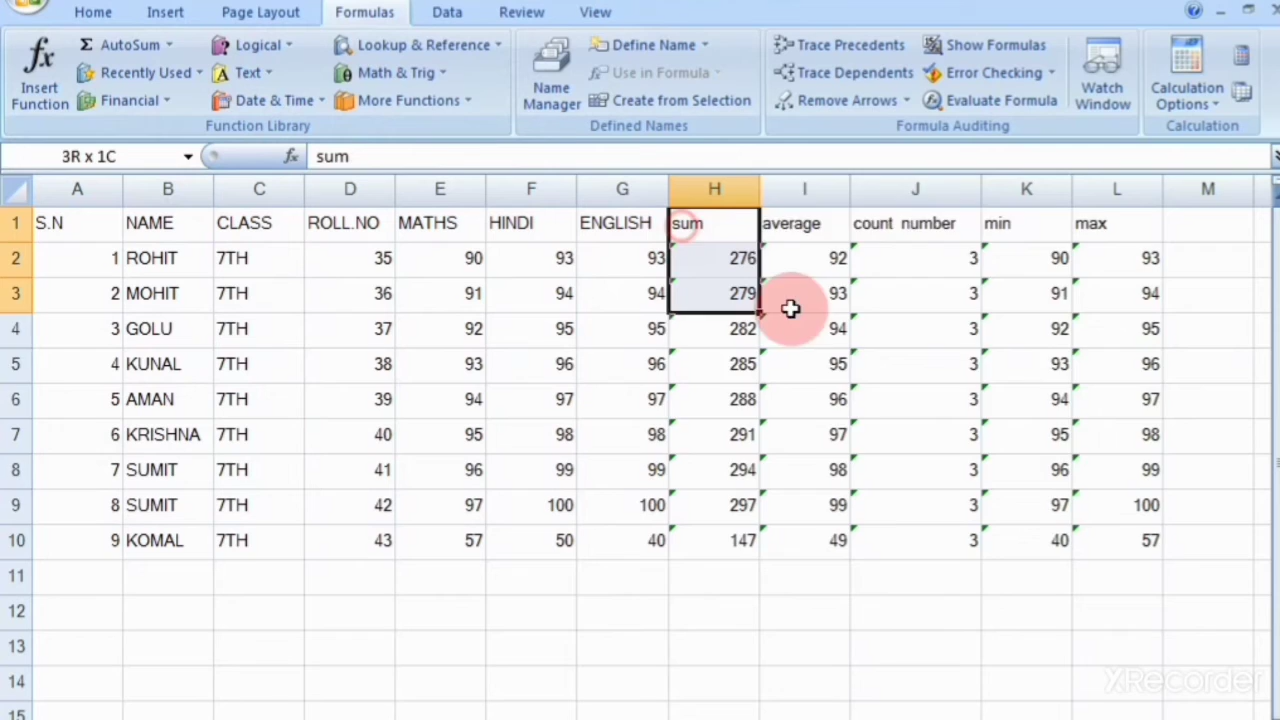 Home Insert Page Layout Formulas Data Review View
fx Insert Function
Σ AutoSum
Recently Used
Financial
Logical
Text
Date & Time
Lookup & Reference
Math & Trig
More Functions
Function Library
Name Manager
Define Name
Use in Formula
Create from Selection
Defined Names
Trace Precedents
Trace Dependents
Remove Arrows
Show Formulas
Error Checking
Evaluate Formula
Formula Auditing
Watch Window
Calculation Options
Calculation
3R x 1C fx sum
A B C D E F G H I J K L M
1 S.N NAME CLASS ROLL.NO MATHS HINDI ENGLISH sum average count number min max
2 1 ROHIT 7TH 35 90 93 93 276 92 3 90 93
3 2 MOHIT 7TH 36 91 94 94 279 93 3 91 94
4 3 GOLU 7TH 37 92 95 95 282 94 3 92 95
5 4 KUNAL 7TH 38 93 96 96 285 95 3 93 96
6 5 AMAN 7TH 39 94 97 97 288 96 3 94 97
7 6 KRISHNA 7TH 40 95 98 98 291 97 3 95 98
8 7 SUMIT 7TH 41 96 99 99 294 98 3 96 99
9 8 SUMIT 7TH 42 97 100 100 297 99 3 97 100
10 9 KOMAL 7TH 43 57 50 40 147 49 3 40 57
11
12
13
14
15
XRecorder